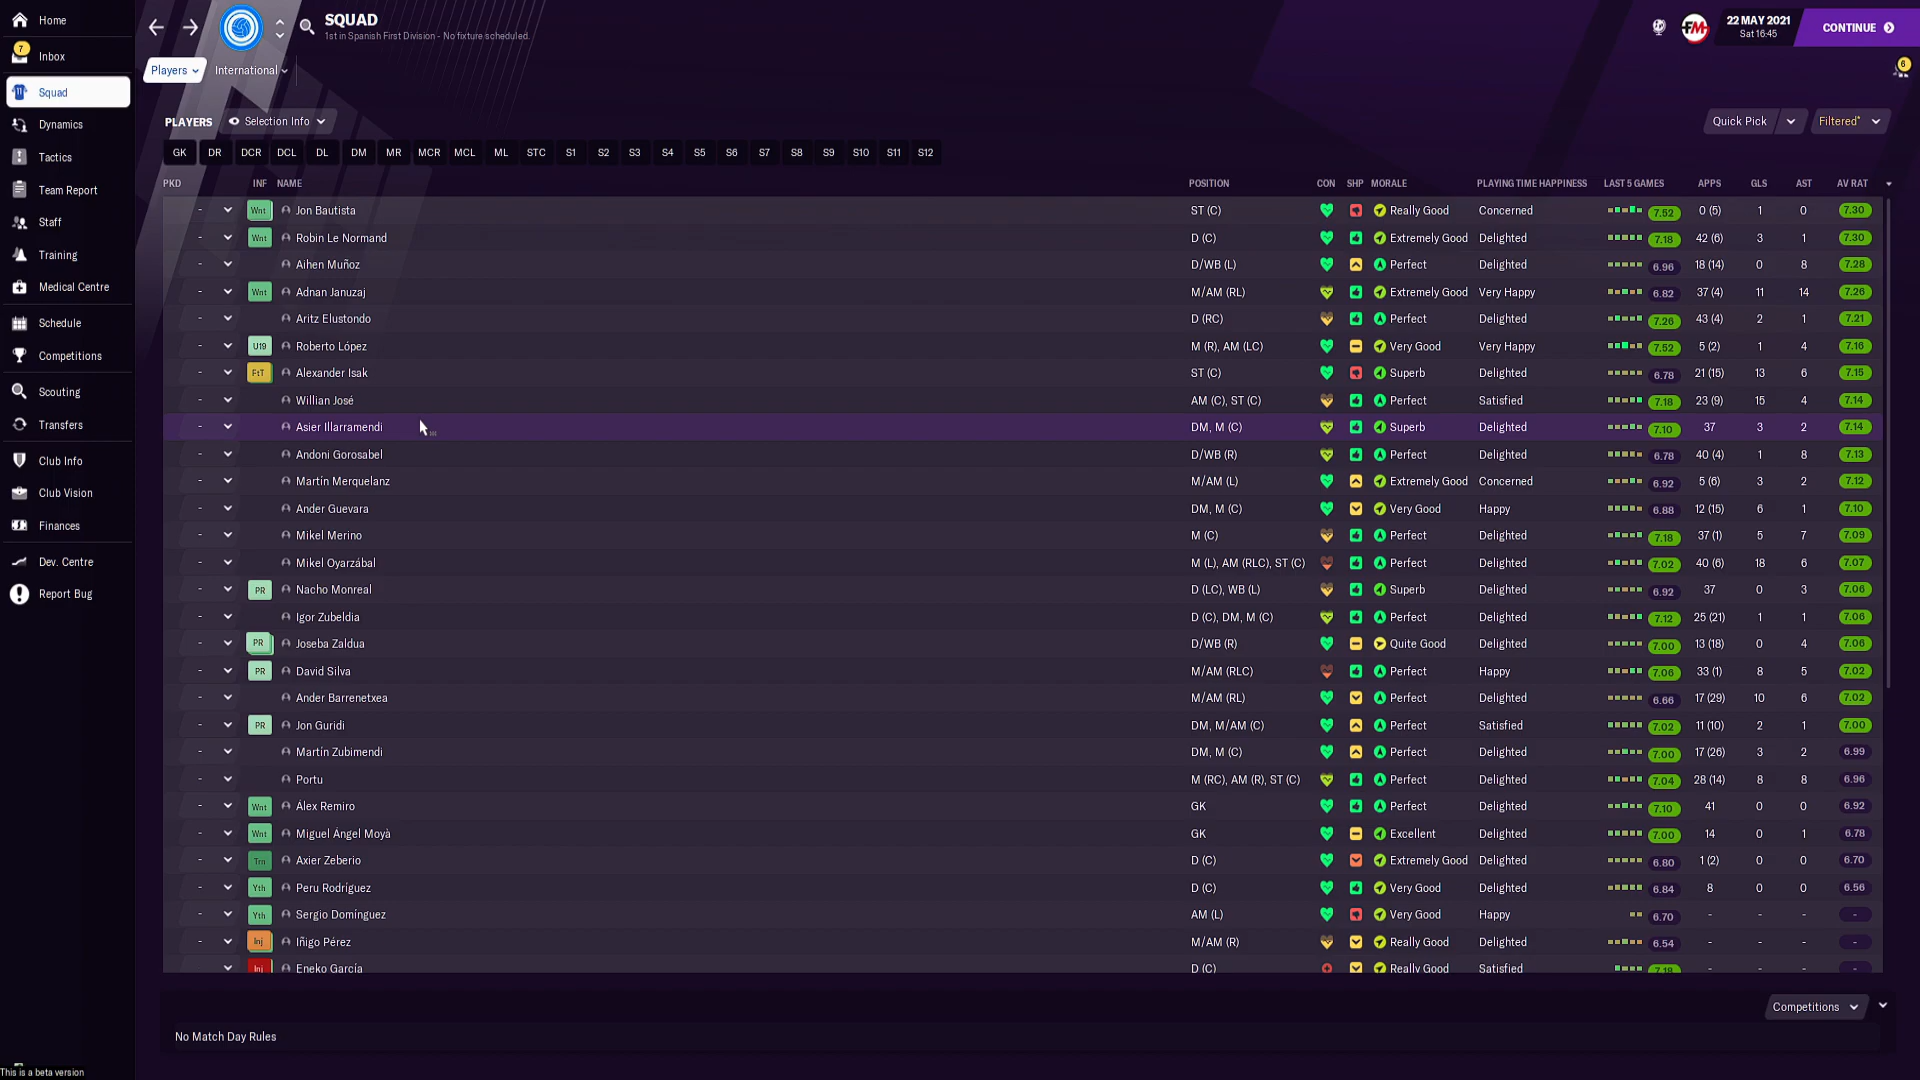 Home
7
Inbox
Squad
Dynamics
Tactics
Team Report
Staff
Training
Medical Centre
Schedule
Competitions
Scouting
Transfers
Club Info
Club Vision
Finances
Dev. Centre
Report Bug
This is a beta version
SQUAD
1st in Spanish First Division - No fixture scheduled.
FM
22 MAY 2021
Sat 16:45
CONTINUE
Players International
6
PLAYERS Selection Info
Quick Pick Filtered*
GK DR DCR DCL DL DM MR MCR MCL ML STC S1 S2 S3 S4 S5 S6 S7 S8 S9 S10 S11 S12
PKD INF NAME POSITION CON SHP MORALE PLAYING TIME HAPPINESS LAST 5 GAMES APPS GLS AST AV RAT
- Wnt Jon Bautista ST (C) Really Good Concerned 7.52 0 (5) 1 0 7.30
- Wnt Robin Le Normand D (C) Extremely Good Delighted 7.18 42 (6) 3 1 7.30
- Aihen Muñoz D/WB (L) Perfect Delighted 6.96 18 (14) 0 8 7.28
- Wnt Adnan Januzaj M/AM (RL) Extremely Good Very Happy 6.82 37 (4) 11 14 7.26
- Aritz Elustondo D (RC) Perfect Delighted 7.26 43 (4) 2 1 7.21
- U19 Roberto López M (R), AM (LC) Very Good Very Happy 7.52 5 (2) 1 4 7.16
- FtT Alexander Isak ST (C) Superb Delighted 6.78 21 (15) 13 6 7.15
- Willian José AM (C), ST (C) Perfect Satisfied 7.18 23 (9) 15 4 7.14
- Asier Illarramendi DM, M (C) Superb Delighted 7.10 37 3 2 7.14
- Andoni Gorosabel D/WB (R) Perfect Delighted 6.78 40 (4) 1 8 7.13
- Martín Merquelanz M/AM (L) Extremely Good Concerned 6.92 5 (6) 3 2 7.12
- Ander Guevara DM, M (C) Very Good Happy 6.88 12 (15) 6 1 7.10
- Mikel Merino M (C) Perfect Delighted 7.18 37 (1) 5 7 7.09
- Mikel Oyarzábal M (L), AM (RLC), ST (C) Perfect Delighted 7.02 40 (6) 18 6 7.07
- PR Nacho Monreal D (LC), WB (L) Superb Delighted 6.92 37 0 3 7.06
- Igor Zubeldia D (C), DM, M (C) Perfect Delighted 7.12 25 (21) 1 1 7.06
- PR Joseba Zaldua D/WB (R) Quite Good Delighted 7.00 13 (18) 0 4 7.06
- PR David Silva M/AM (RLC) Perfect Happy 7.06 33 (1) 8 5 7.02
- Ander Barrenetxea M/AM (RL) Perfect Delighted 6.66 17 (29) 10 6 7.02
- PR Jon Guridi DM, M/AM (C) Perfect Satisfied 7.02 11 (10) 2 1 7.00
- Martín Zubimendi DM, M (C) Perfect Delighted 7.00 17 (26) 3 2 6.99
- Portu M (RC), AM (R), ST (C) Perfect Delighted 7.04 28 (14) 8 8 6.96
- Wnt Álex Remiro GK Perfect Delighted 7.10 41 0 0 6.92
- Wnt Miguel Ángel Moyà GK Excellent Delighted 7.00 14 0 1 6.78
- Trn Axier Zeberio D (C) Extremely Good Delighted 6.80 1 (2) 0 0 6.70
- Yth Peru Rodríguez D (C) Very Good Delighted 6.84 8 0 0 6.56
- Yth Sergio Domínguez AM (L) Very Good Happy 6.70 - - - -
- Inj Iñigo Pérez M/AM (R) Really Good Delighted 6.54 - - - -
Inj Eneko García D (C) Really Good Satisfied 7.18 - - - -
Competitions
No Match Day Rules